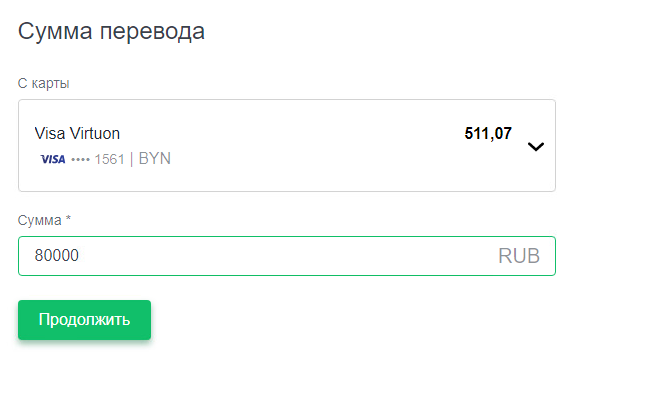 Сумма перевода
С карты
Visa Virtuon 511,07
VISA •••• 1561 | BYN
Сумма *
80000 RUB
Продолжить